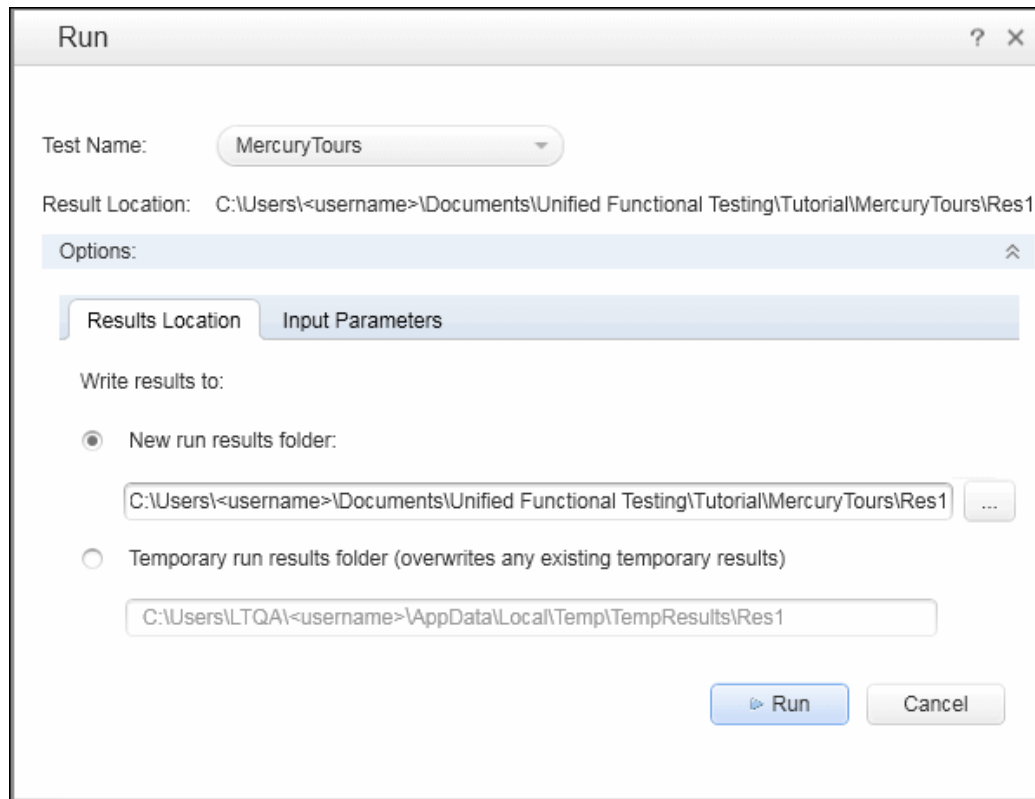 Run ? ×
Test Name: MercuryTours
Result Location: C:\Users\<username>\Documents\Unified Functional Testing\Tutorial\MercuryTours\Res1
Options:
Results Location Input Parameters
Write results to:
New run results folder:
C:\Users\<username>\Documents\Unified Functional Testing\Tutorial\MercuryTours\Res1 ...
Temporary run results folder (overwrites any existing temporary results)
C:\Users\LTQA\<username>\AppData\Local\Temp\TempResults\Res1
Run Cancel